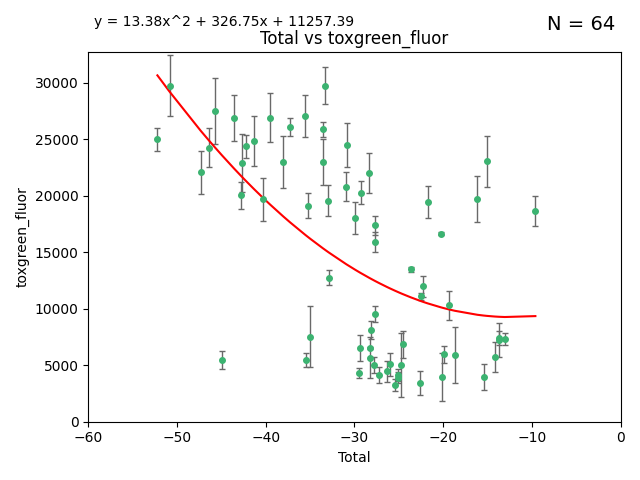 y = 13.38x^2 + 326.75x + 11257.39
N = 64
Total vs toxgreen_fluor
30000
25000
20000
15000
10000
5000
0
toxgreen_fluor
−60
−50
−40
−30
−20
−10
0
Total